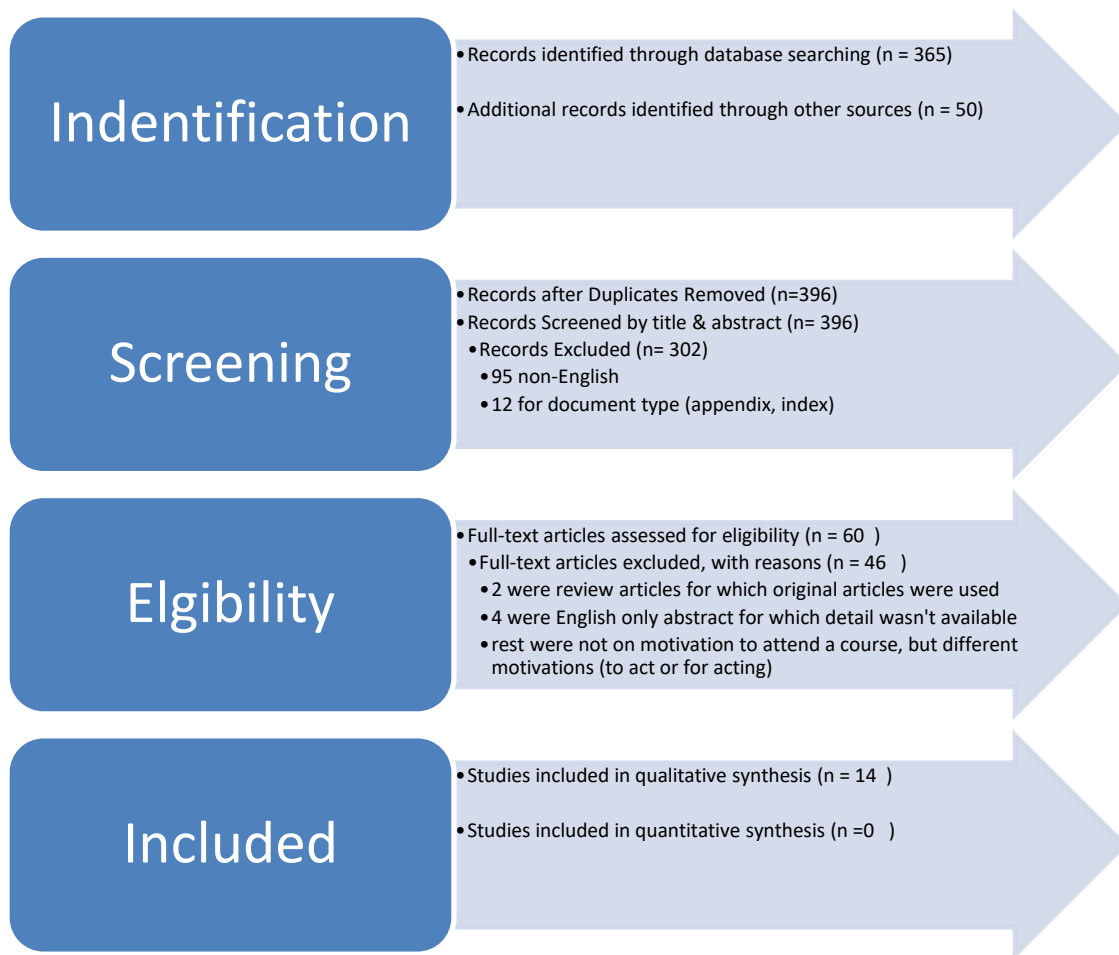 Indentification
•Records identified through database searching (n = 365)
•Additional records identified through other sources (n = 50)
Screening
•Records after Duplicates Removed (n=396)
•Records Screened by title & abstract (n= 396)
•Records Excluded (n= 302)
•95 non-English
•12 for document type (appendix, index)
Elgibility
•Full-text articles assessed for eligibility (n = 60 )
•Full-text articles excluded, with reasons (n = 46 )
•2 were review articles for which original articles were used
•4 were English only abstract for which detail wasn't available
•rest were not on motivation to attend a course, but different
motivations (to act or for acting)
Included
•Studies included in qualitative synthesis (n = 14 )
•Studies included in quantitative synthesis (n =0 )